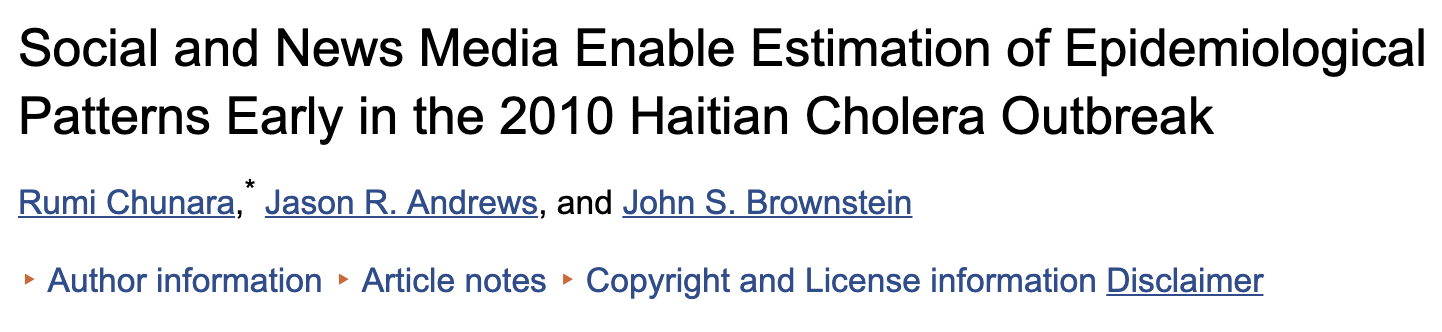 Social and News Media Enable Estimation of Epidemiological
Patterns Early in the 2010 Haitian Cholera Outbreak
Rumi Chunara,* Jason R. Andrews, and John S. Brownstein
▸ Author information ▸ Article notes ▸ Copyright and License information Disclaimer